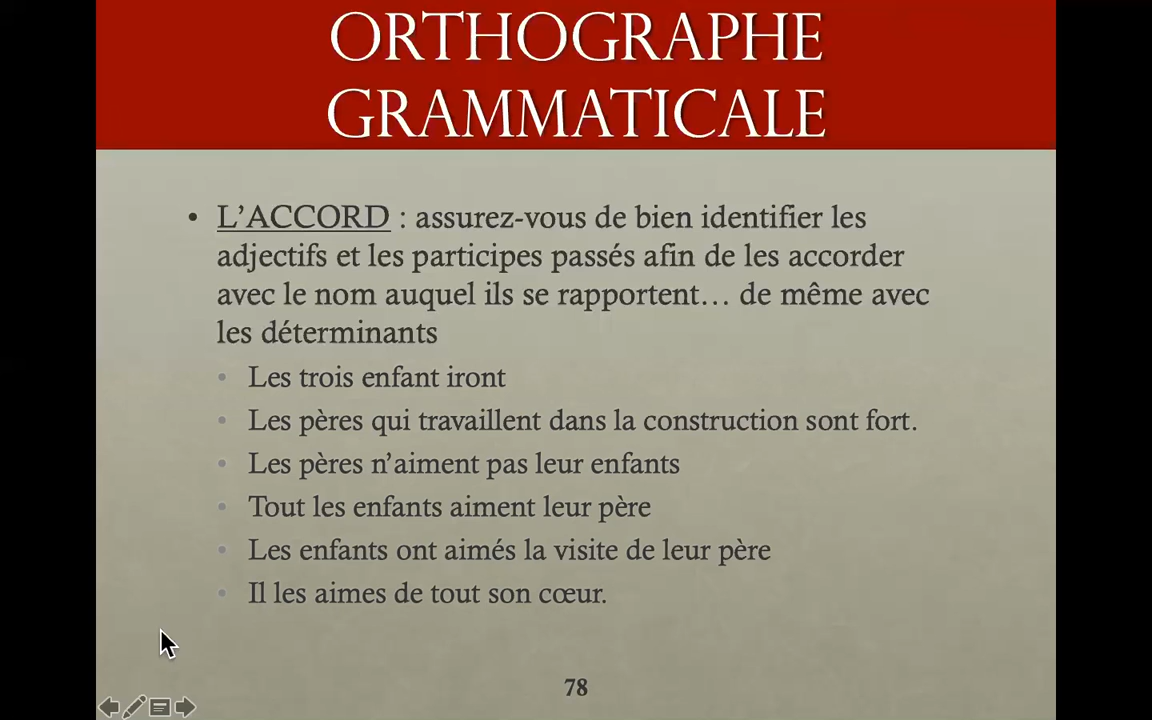 ORTHOGRAPHE
GRAMMATICALE
• L'ACCORD : assurez-vous de bien identifier les
adjectifs et les participes passés afin de les accorder
avec le nom auquel ils se rapportent… de même avec
les déterminants
• Les trois enfant iront
• Les pères qui travaillent dans la construction sont fort.
• Les pères n'aiment pas leur enfants
• Tout les enfants aiment leur père
• Les enfants ont aimés la visite de leur père
• Il les aimes de tout son cœur.
78